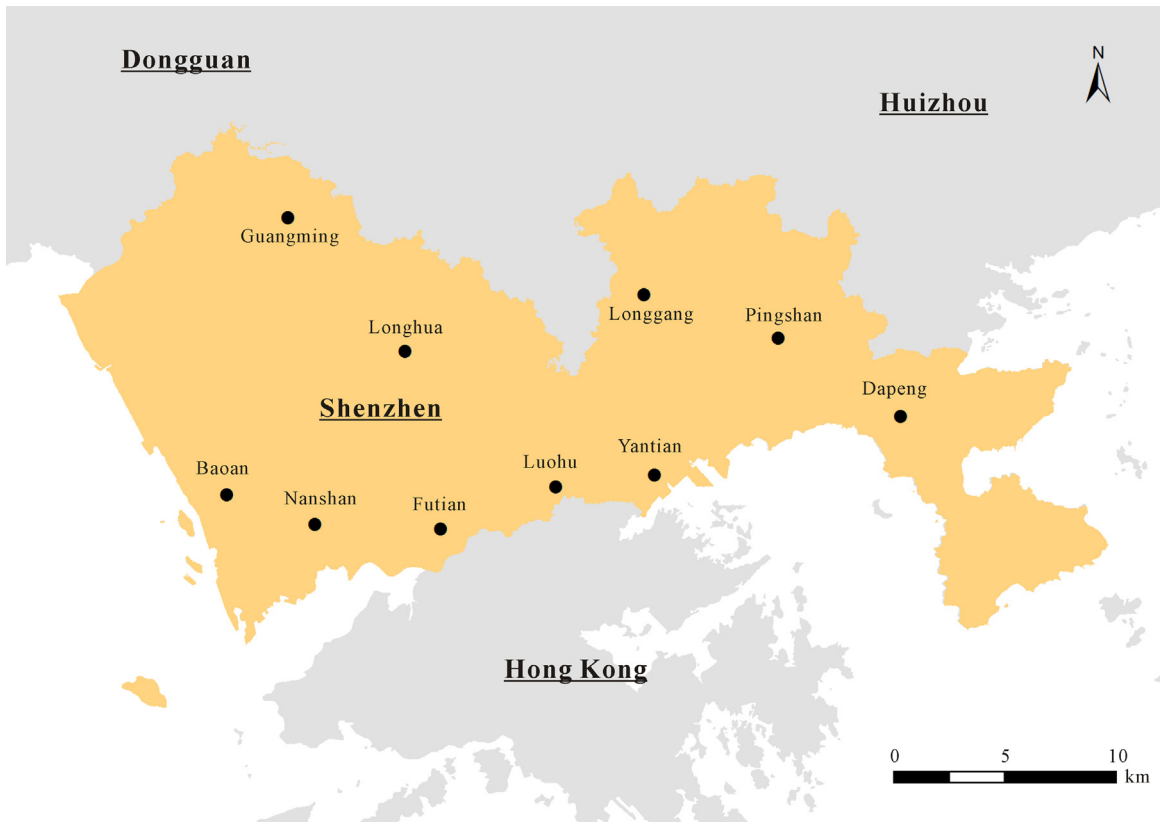 Dongguan
N
Huizhou
Guangming
Longgang
Pingshan
Longhua
Dapeng
Shenzhen
Yantian
Luohu
Baoan
Nanshan
Futian
Hong Kong
0 5 10
km